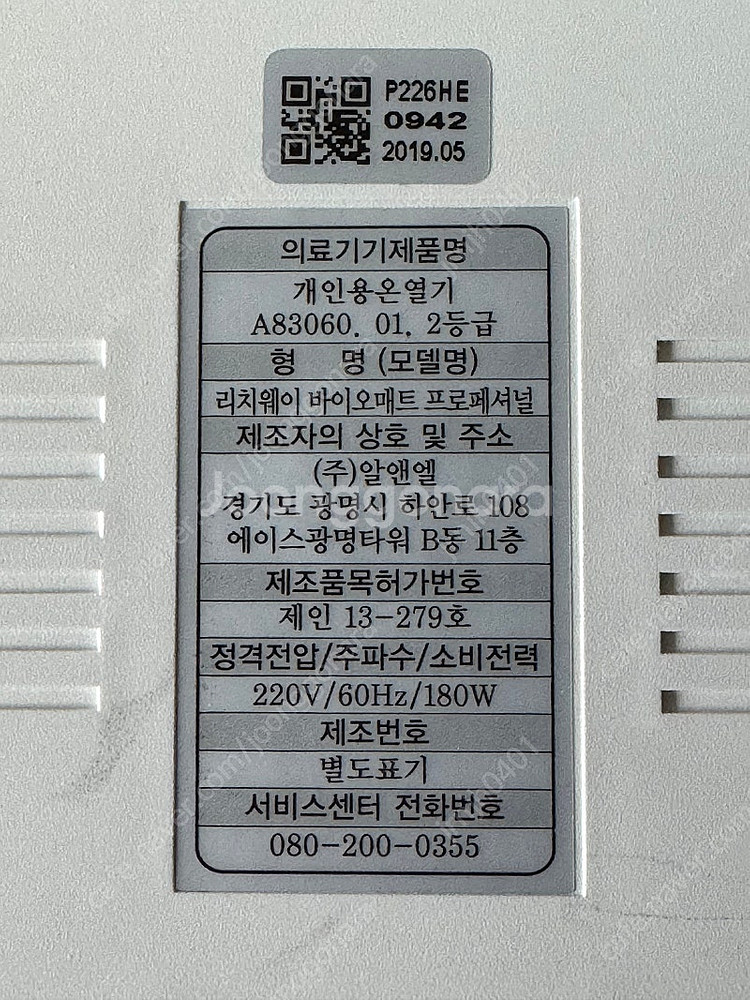 P226HE
0942
2019.05
의료기기제품명
개인용온열기
A83060. 01. 2등급
형 명 (모델명)
리치웨이 바이오매트 프로페셔널
제조자의 상호 및 주소
(주)알앤엘
경기도 광명시 하안로 108
에이스광명타워 B동 11층
제조품목허가번호
제인 13-279호
정격전압/주파수/소비전력
220V/60Hz/180W
제조번호
별도표기
서비스센터 전화번호
080-200-0355
Joonggonara